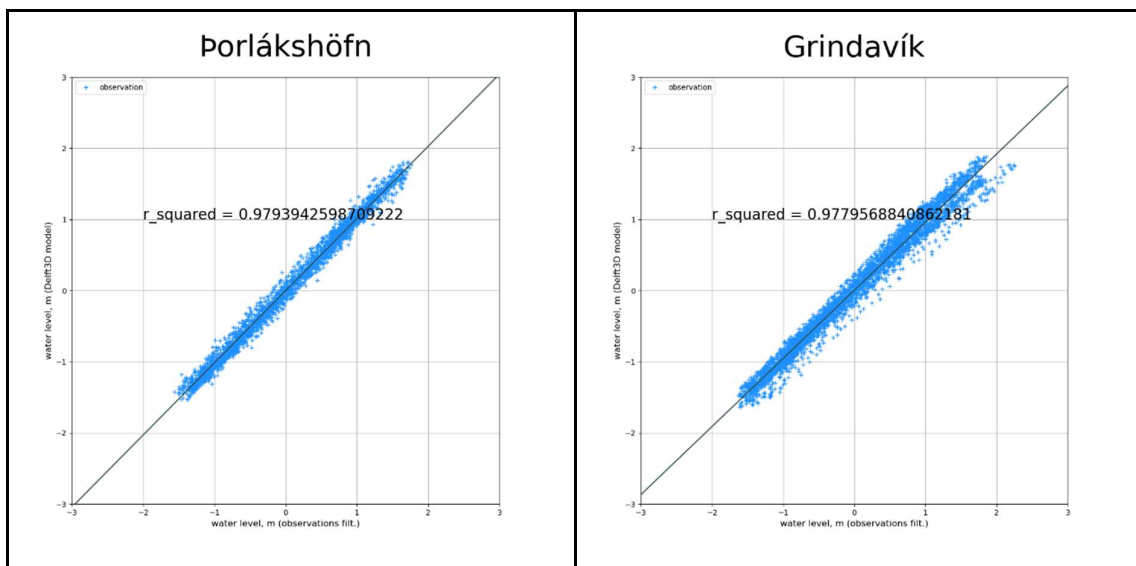 Þorlákshöfn
3
observation
2
r_squared = 0.9793942598709222
1
water level, m (Delft3D model)
0
−1
−2
−3
−3 −2 −1 0 1 2 3
water level, m (observations filt.)
Grindavík
3
observation
2
r_squared = 0.9779568840862181
1
water level, m (Delft3D model)
0
−1
−2
−3
−3 −2 −1 0 1 2 3
water level, m (observations filt.)